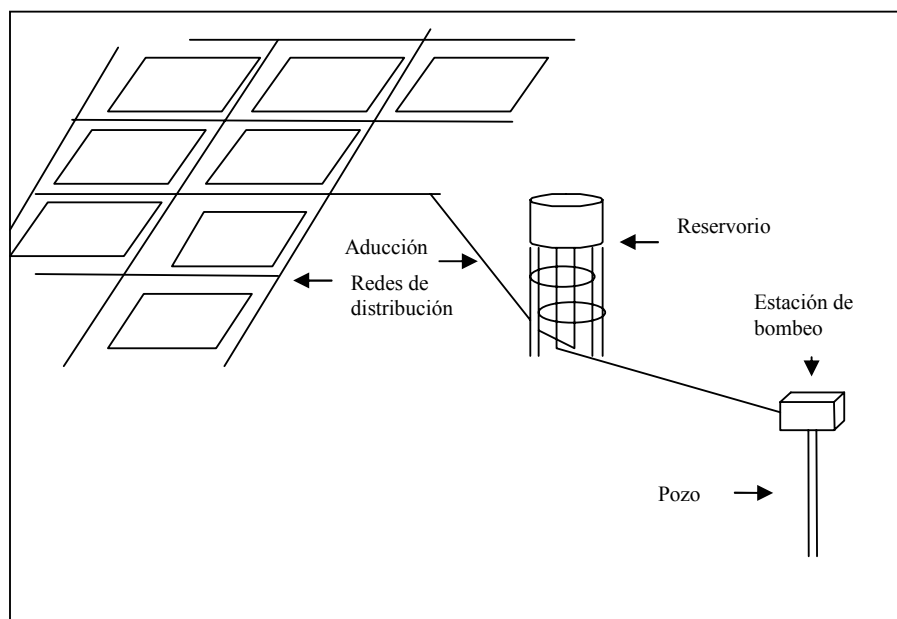 Reservorio
Aducción
Redes de
distribución
Estación de
bombeo
Pozo